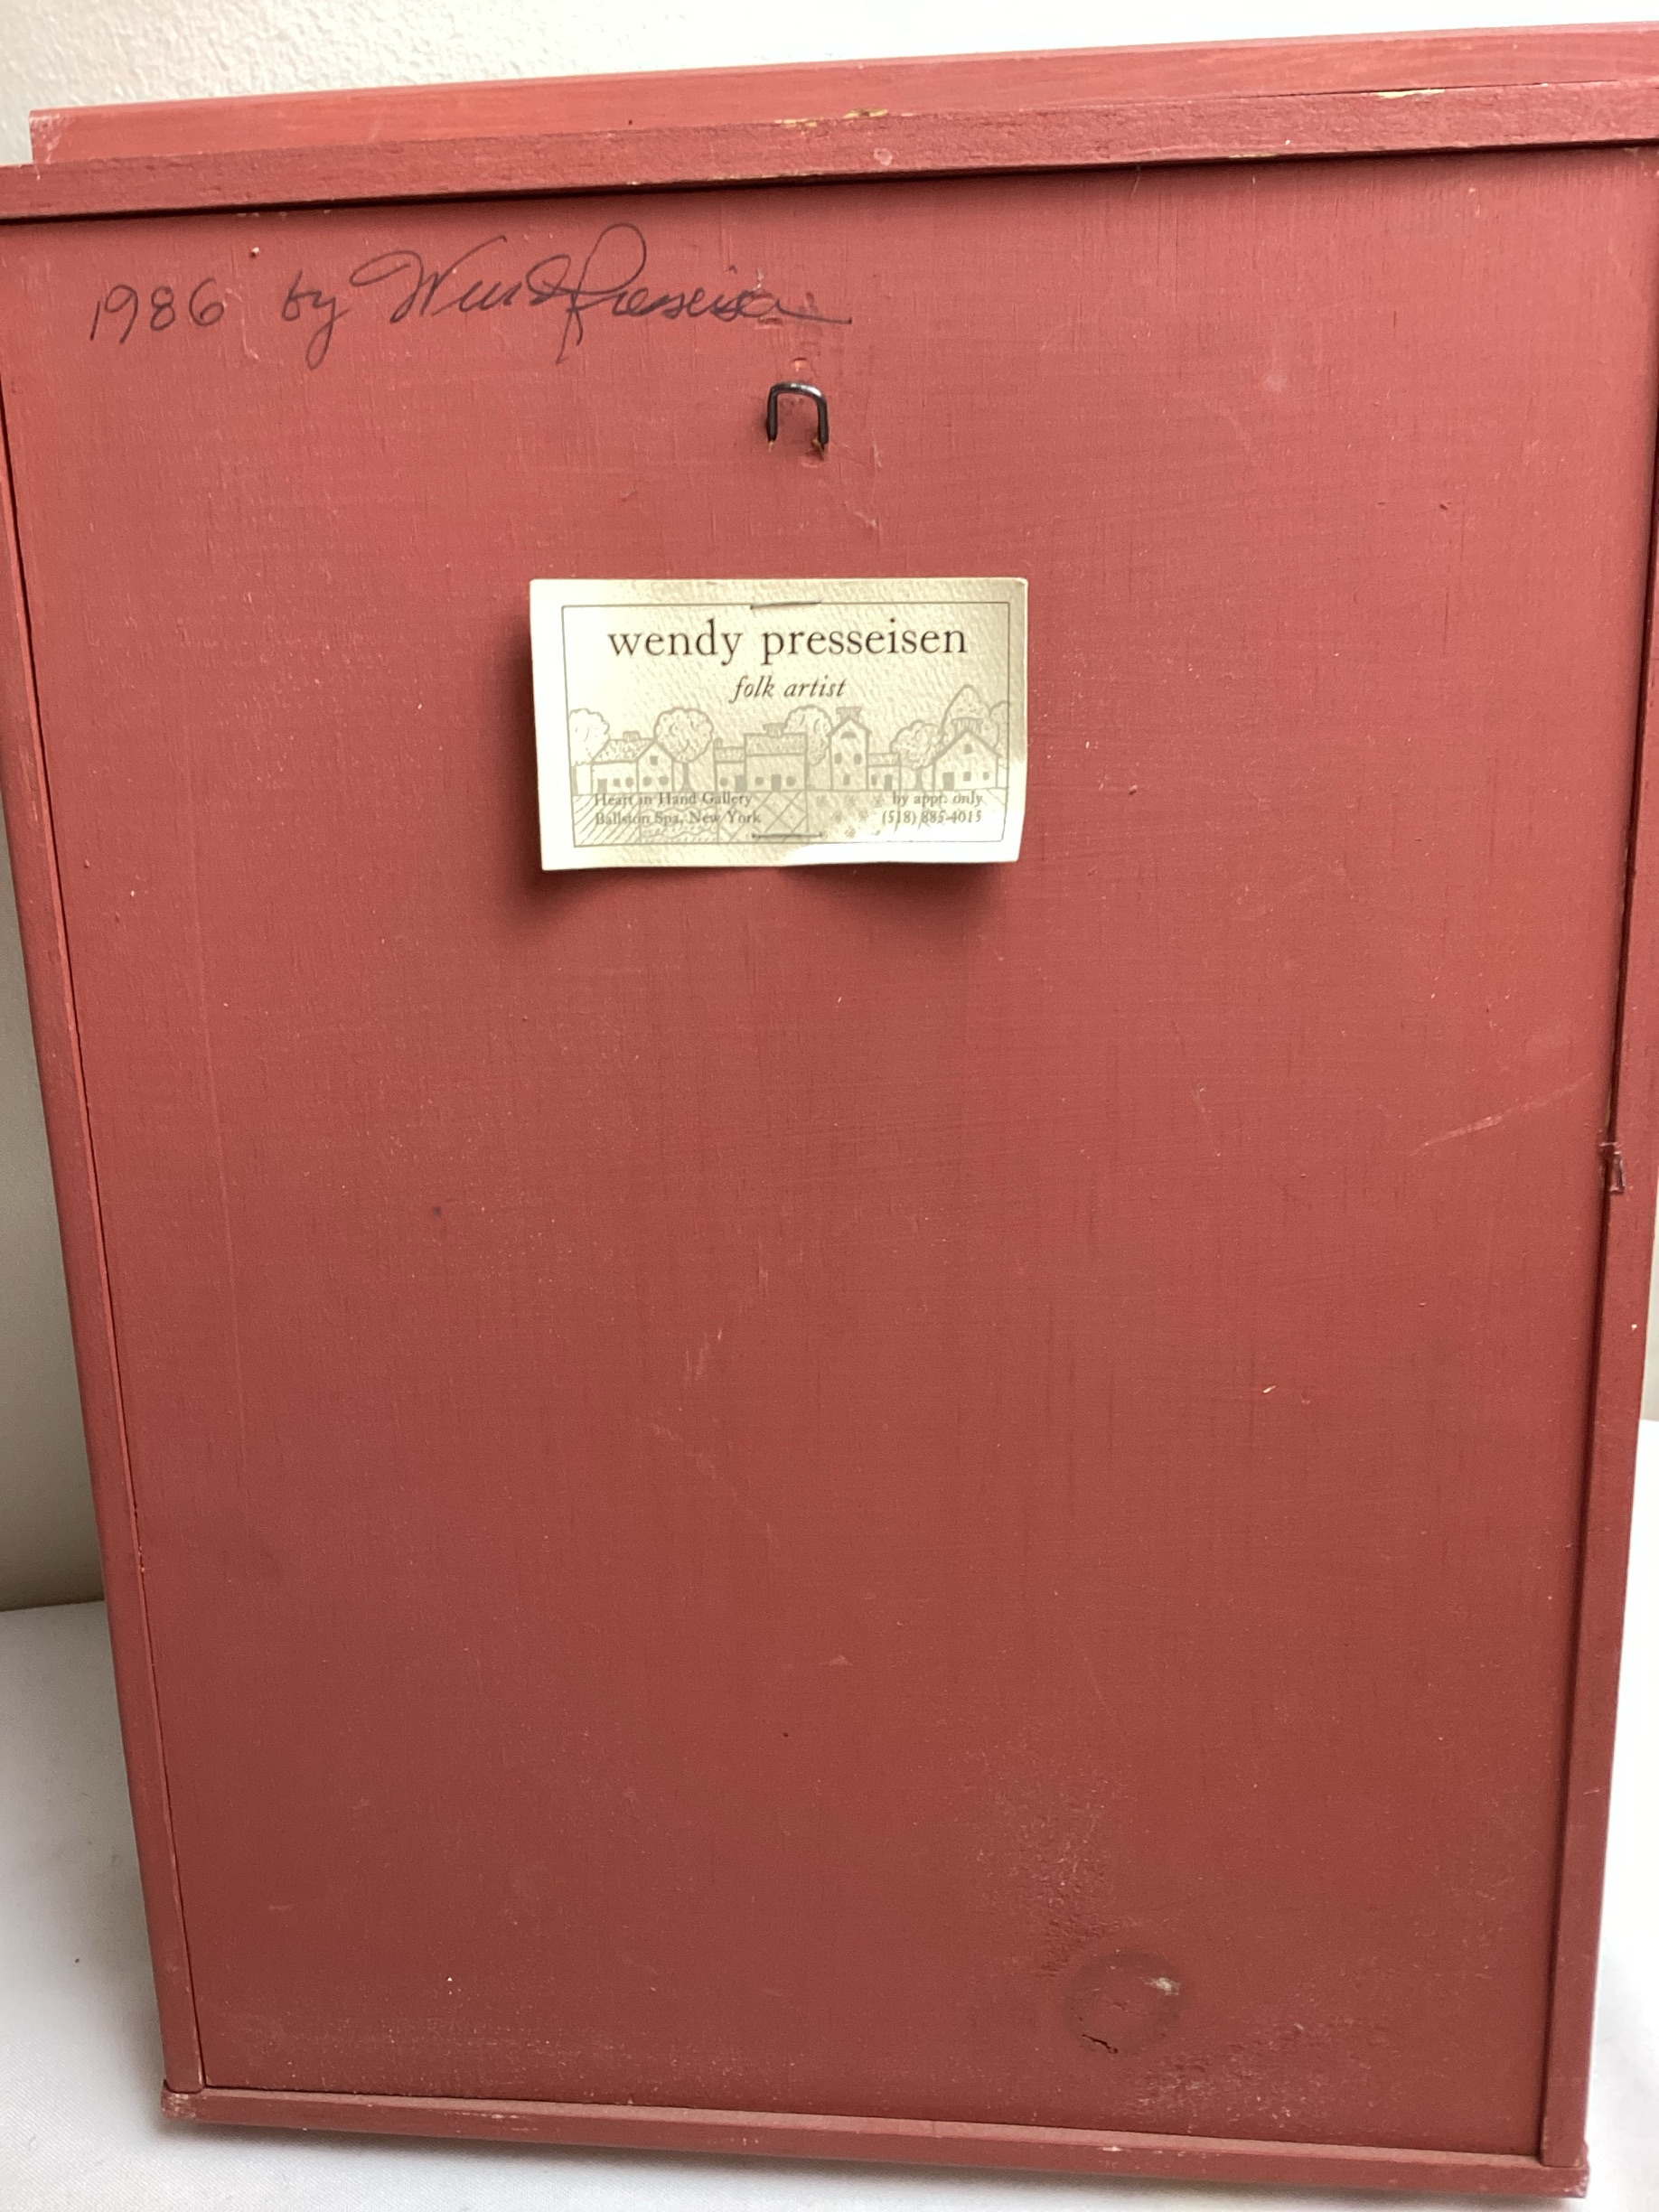 1986 by Wendy Presseisen
wendy presseisen
folk artist
Heart in Hand Gallery
Ballston Spa, New York
by appt. only
(518) 885-4015